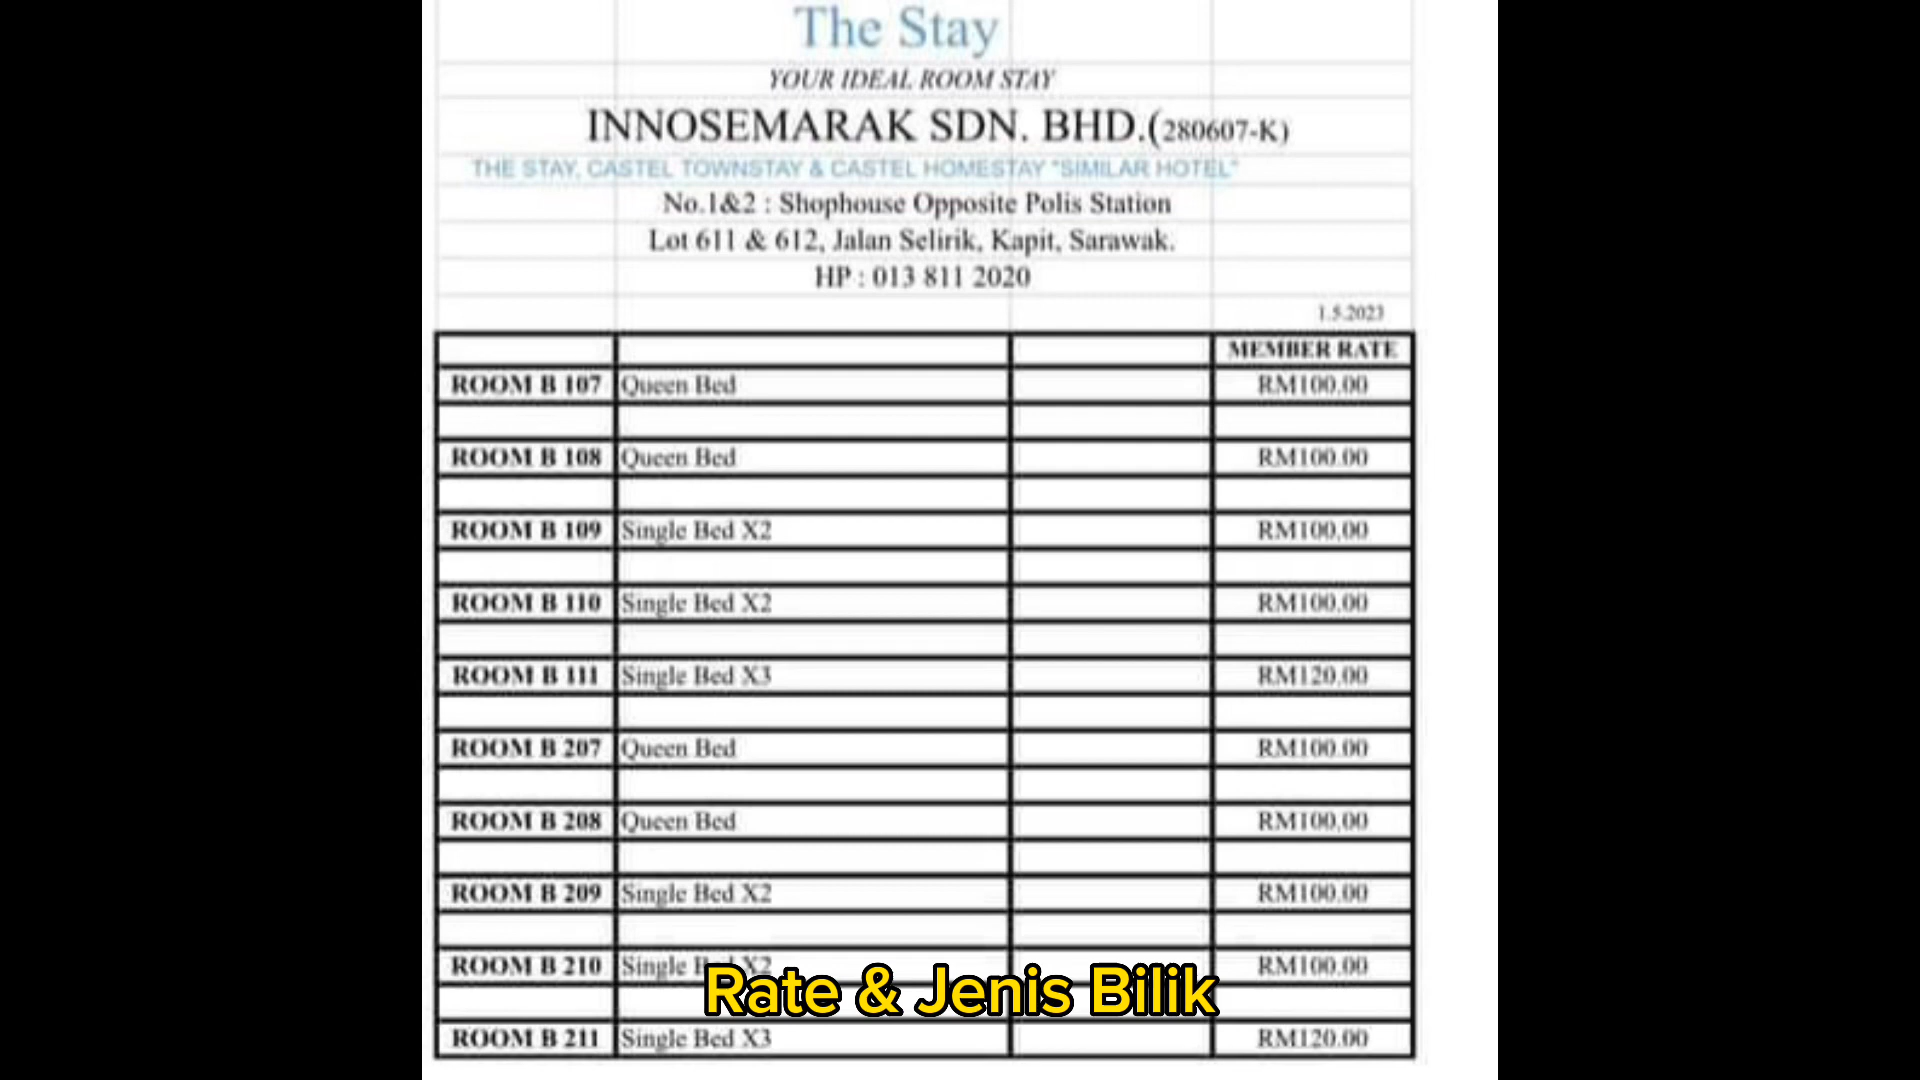 The Stay
YOUR IDEAL ROOM STAY
INNOSEMARAK SDN. BHD.(280607-K)
THE STAY, CASTEL TOWNSTAY & CASTEL HOMESTAY "SIMILAR HOTEL"
No.1&2 : Shophouse Opposite Polis Station
Lot 611 & 612, Jalan Selirik, Kapit, Sarawak.
HP : 013 811 2020
1.5.2023
MEMBER RATE
ROOM B 107 Queen Bed RM100.00
ROOM B 108 Queen Bed RM100.00
ROOM B 109 Single Bed X2 RM100.00
ROOM B 110 Single Bed X2 RM100.00
ROOM B 111 Single Bed X3 RM120.00
ROOM B 207 Queen Bed RM100.00
ROOM B 208 Queen Bed RM100.00
ROOM B 209 Single Bed X2 RM100.00
ROOM B 210 Single Bed X2 RM100.00
Rate & Jenis Bilik
ROOM B 211 Single Bed X3 RM120.00